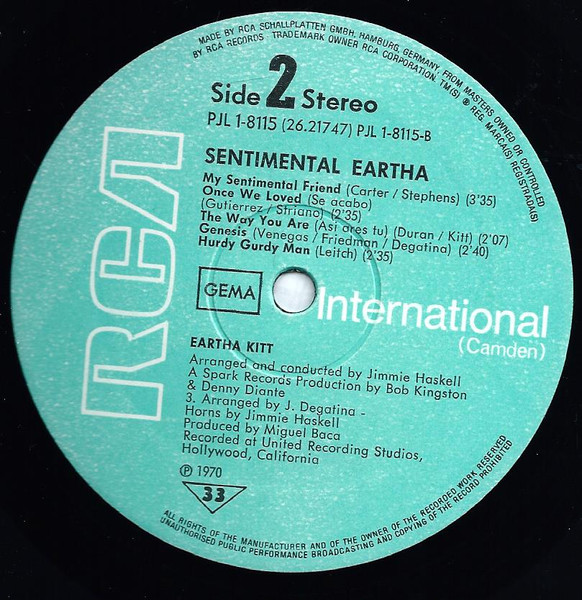 MADE BY RCA SCHALLPLATTEN GMBH, HAMBURG, GERMANY, FROM MASTERS OWNED OR CONTROLLED
BY RCA RECORDS TRADEMARK OWNER RCA CORPORATION, TM(S) ® REG. MARCA(S) REGISTRADA(S)
Side 2 Stereo
PJL 1-8115 (26.21747) PJL 1-8115-B
SENTIMENTAL EARTHA
My Sentimental Friend (Carter / Stephens) (3'35)
Once We Loved (Se acabo)
(Gutierrez / Striano) (2'35)
The Way You Are (Asi ares tu) (Duran / Kitt) (2'07)
Genesis (Venegas / Friedman / Degatina) (2'40)
Hurdy Gurdy Man (Leitch) (2'35)
RCA
GEMA
International
(Camden)
EARTHA KITT
Arranged and conducted by Jimmie Haskell
A Spark Records Production by Bob Kingston
& Denny Diante
3. Arranged by J. Degatina -
Horns by Jimmie Haskell
Produced by Miguel Baca
Recorded at United Recording Studios,
Hollywood, California
℗ 1970
33
ALL RIGHTS OF THE MANUFACTURER AND OF THE OWNER OF THE RECORDED WORK RESERVED
UNAUTHORISED PUBLIC PERFORMANCE BROADCASTING AND COPYING OF THE RECORD PROHIBITED